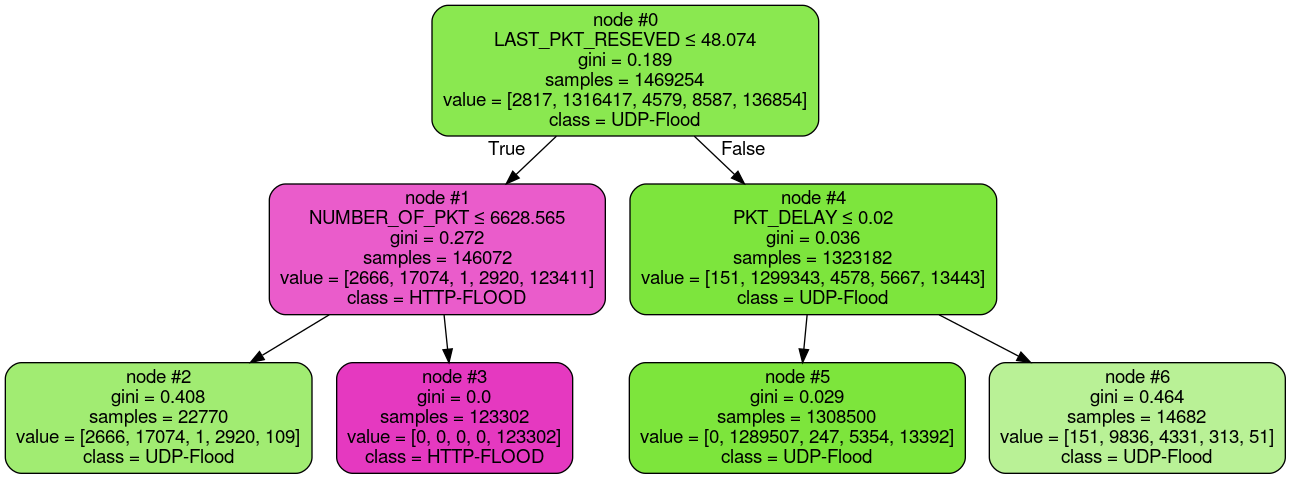 node #0
LAST_PKT_RESEVED ≤ 48.074
gini = 0.189
samples = 1469254
value = [2817, 1316417, 4579, 8587, 136854]
class = UDP-Flood
True
False
node #1
NUMBER_OF_PKT ≤ 6628.565
gini = 0.272
samples = 146072
value = [2666, 17074, 1, 2920, 123411]
class = HTTP-FLOOD
node #4
PKT_DELAY ≤ 0.02
gini = 0.036
samples = 1323182
value = [151, 1299343, 4578, 5667, 13443]
class = UDP-Flood
node #2
gini = 0.408
samples = 22770
value = [2666, 17074, 1, 2920, 109]
class = UDP-Flood
node #3
gini = 0.0
samples = 123302
value = [0, 0, 0, 0, 123302]
class = HTTP-FLOOD
node #5
gini = 0.029
samples = 1308500
value = [0, 1289507, 247, 5354, 13392]
class = UDP-Flood
node #6
gini = 0.464
samples = 14682
value = [151, 9836, 4331, 313, 51]
class = UDP-Flood